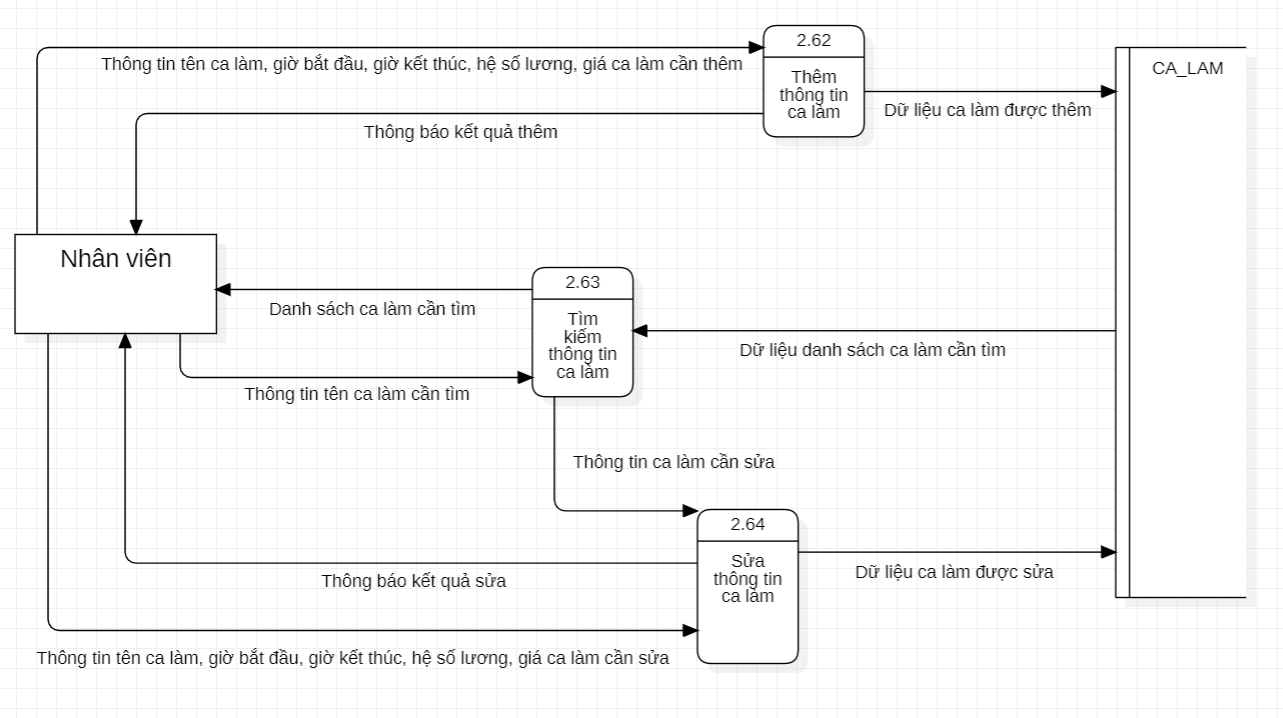 2.62
CA_LAM
Thông tin tên ca làm, giờ bắt đầu, giờ kết thúc, hệ số lương, giá ca làm cần thêm
Thêm
thông tin
ca làm
Dữ liệu ca làm được thêm
Thông báo kết quả thêm
Nhân viên
2.63
Danh sách ca làm cần tìm
Tìm
kiếm
thông tin
ca làm
Dữ liệu danh sách ca làm cần tìm
Thông tin tên ca làm cần tìm
Thông tin ca làm cần sửa
2.64
Sửa
thông tin
ca làm
Dữ liệu ca làm được sửa
Thông báo kết quả sửa
Thông tin tên ca làm, giờ bắt đầu, giờ kết thúc, hệ số lương, giá ca làm cần sửa